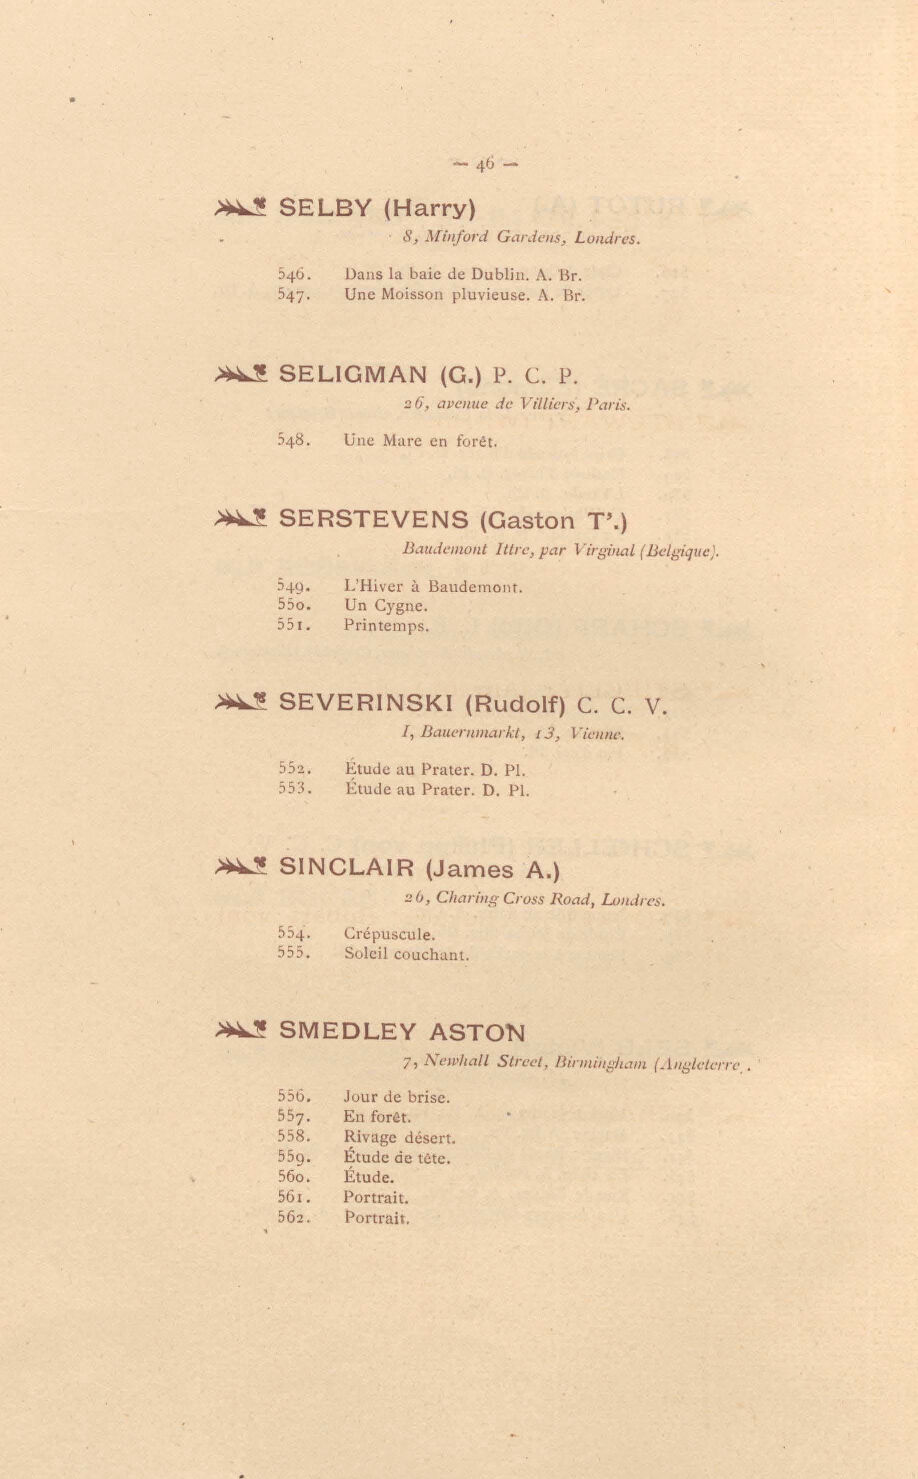 — 46 —
SELBY (Harry)
8, Minford Gardens, Londres.
546. Dans la baie de Dublin. A. Br.
547. Une Moisson pluvieuse. A. Br.
SELIGMAN (G.) P. C. P.
26, avenue de Villiers, Paris.
548. Une Mare en forêt.
SERSTEVENS (Gaston T'.)
Baudemont Ittre, par Virginal (Belgique).
549. L'Hiver à Baudemont.
550. Un Cygne.
551. Printemps.
SEVERINSKI (Rudolf) C. C. V.
I, Bauernmarkt, 13, Vienne.
552. Étude au Prater. D. Pl.
553. Étude au Prater. D. Pl.
SINCLAIR (James A.)
26, Charing Cross Road, Londres.
554. Crépuscule.
555. Soleil couchant.
SMEDLEY ASTON
7, Newhall Street, Birmingham (Angleterre.
556. Jour de brise.
557. En forêt.
558. Rivage désert.
559. Étude de tête.
560. Étude.
561. Portrait.
562. Portrait.